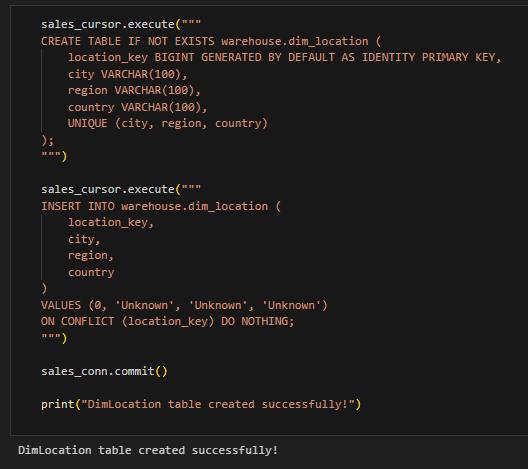 sales_cursor.execute("""
CREATE TABLE IF NOT EXISTS warehouse.dim_location (
    location_key BIGINT GENERATED BY DEFAULT AS IDENTITY PRIMARY KEY,
    city VARCHAR(100),
    region VARCHAR(100),
    country VARCHAR(100),
    UNIQUE (city, region, country)
);
""")

sales_cursor.execute("""
INSERT INTO warehouse.dim_location (
    location_key,
    city,
    region,
    country
)
VALUES (0, 'Unknown', 'Unknown', 'Unknown')
ON CONFLICT (location_key) DO NOTHING;
""")

sales_conn.commit()

print("DimLocation table created successfully!")

DimLocation table created successfully!